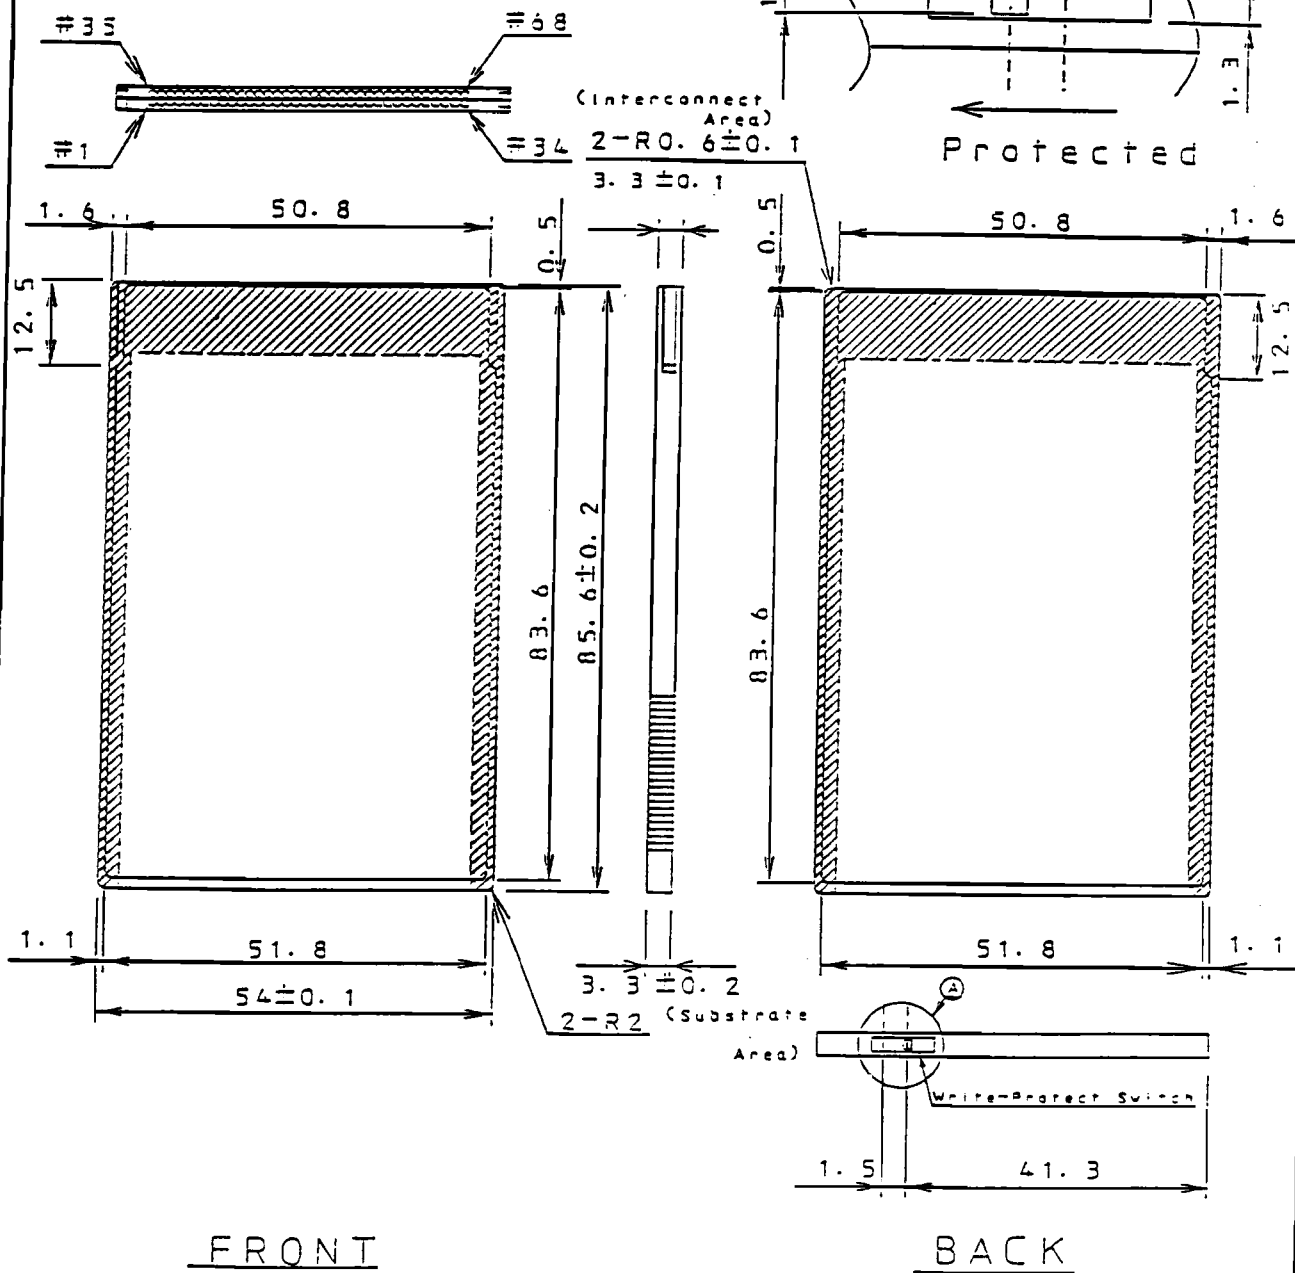 #35
#68
#1
#34
(Interconnect
Area)
2-R0. 6±0. 1
3. 3±0. 1
1. 3
Protected
1. 6
50. 8
0. 5
0. 5
50. 8
1. 6
12. 5
12. 5
83. 6
85. 6±0. 2
83. 6
1. 1
51. 8
54±0. 1
3. 3±0. 2
2-R2
(Substrate
Area)
51. 8
1. 1
A
Write-Protect Switch
1. 5
41. 3
FRONT
BACK